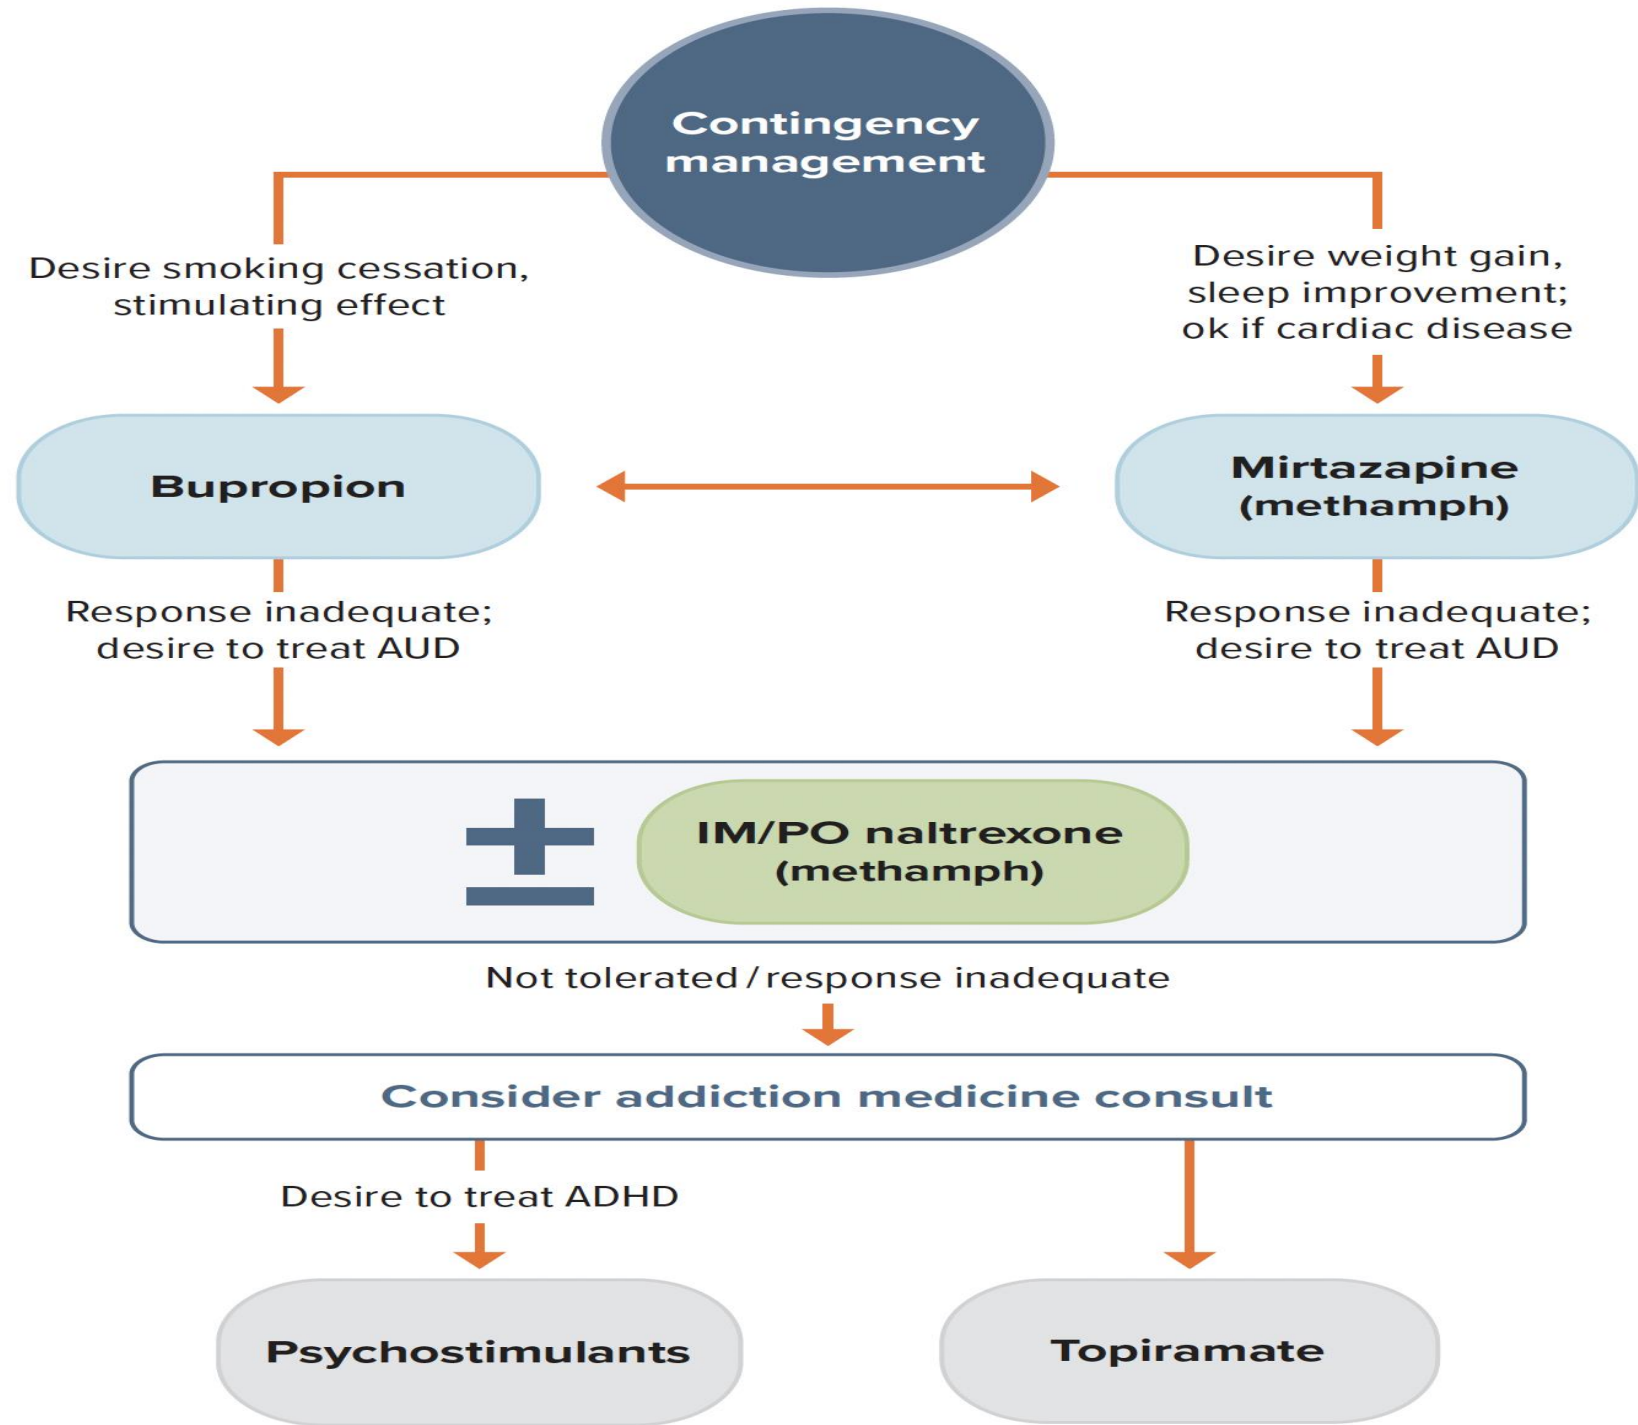 Contingency
management
Desire smoking cessation,
stimulating effect
Desire weight gain,
sleep improvement;
ok if cardiac disease
Bupropion
Mirtazapine
(methamph)
Response inadequate;
desire to treat AUD
Response inadequate;
desire to treat AUD
±
IM/PO naltrexone
(methamph)
Not tolerated/response inadequate
Consider addiction medicine consult
Desire to treat ADHD
Psychostimulants
Topiramate